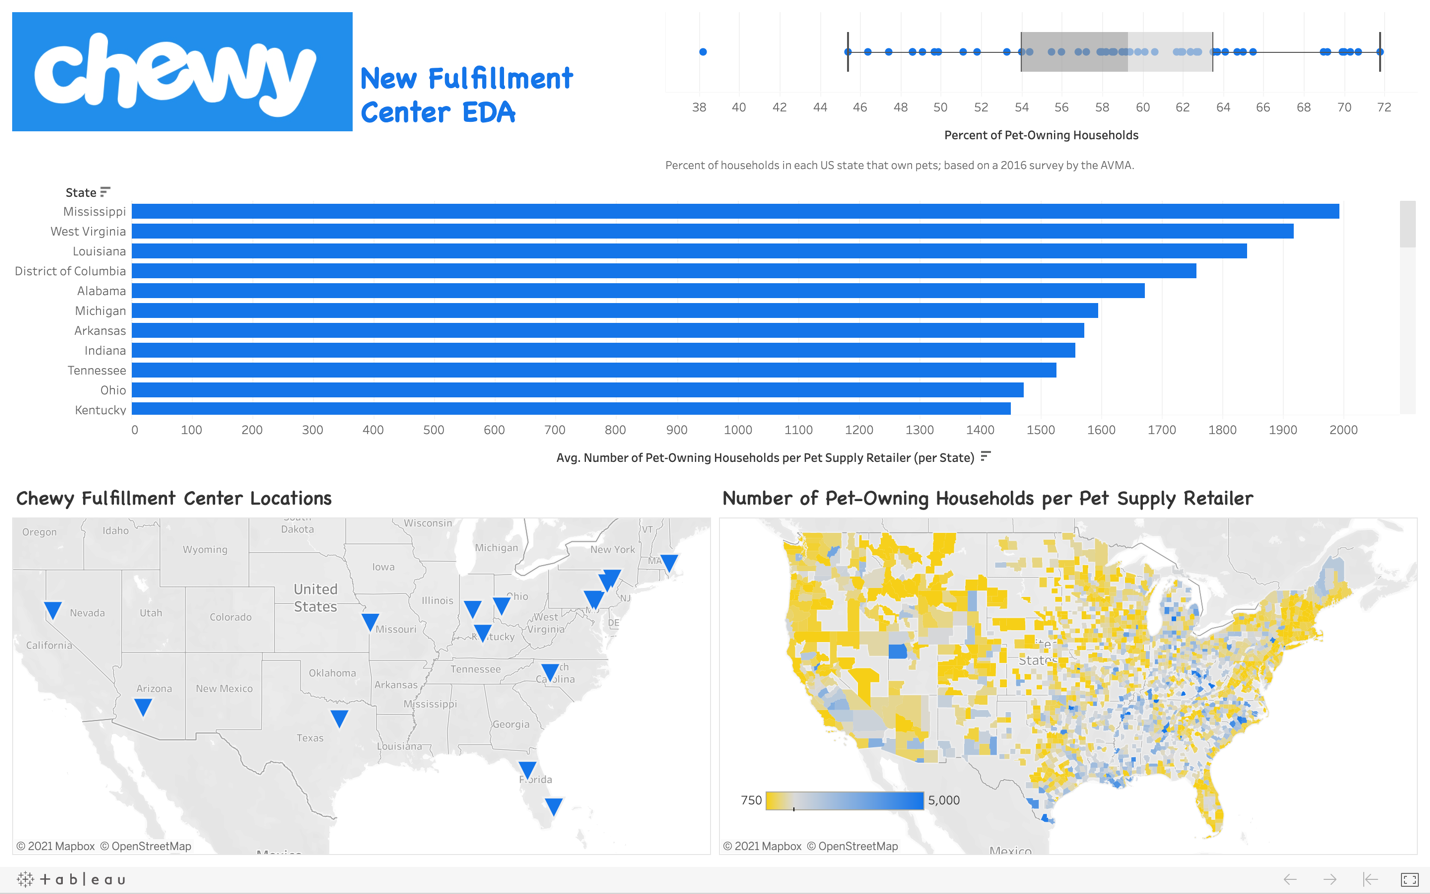 chewy
New Fulfillment
Center EDA
38 40 42 44 46 48 50 52 54 56 58 60 62 64 66 68 70 72
Percent of Pet-Owning Households
Percent of households in each US state that own pets; based on a 2016 survey by the AVMA.
State
Mississippi
West Virginia
Louisiana
District of Columbia
Alabama
Michigan
Arkansas
Indiana
Tennessee
Ohio
Kentucky
0 100 200 300 400 500 600 700 800 900 1000 1100 1200 1300 1400 1500 1600 1700 1800 1900 2000
Avg. Number of Pet-Owning Households per Pet Supply Retailer (per State)
Chewy Fulfillment Center Locations
Oregon
Idaho
Wyoming
Dakota
Wisconsin
Michigan
New York
VT
MA
Iowa
United
States
Nevada
Utah
Colorado
Illinois
Ohio
NJ
Missouri
West
Virginia
DE
California
Oklahoma
Tennessee
Arizona
New Mexico
Arkansas
Mississippi
Georgia
Texas
Louisiana
© 2021 Mapbox © OpenStreetMap
Number of Pet-Owning Households per Pet Supply Retailer
States
750
5,000
Mexico
© 2021 Mapbox © OpenStreetMap
+ableau